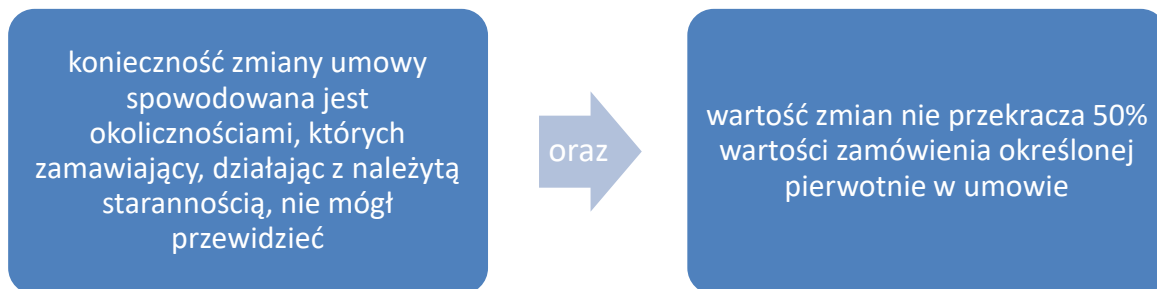 konieczność zmiany umowy
spowodowana jest
okolicznościami, których
zamawiający, działając z należytą
starannością, nie mógł
przewidzieć
oraz
wartość zmian nie przekracza 50%
wartości zamówienia określonej
pierwotnie w umowie